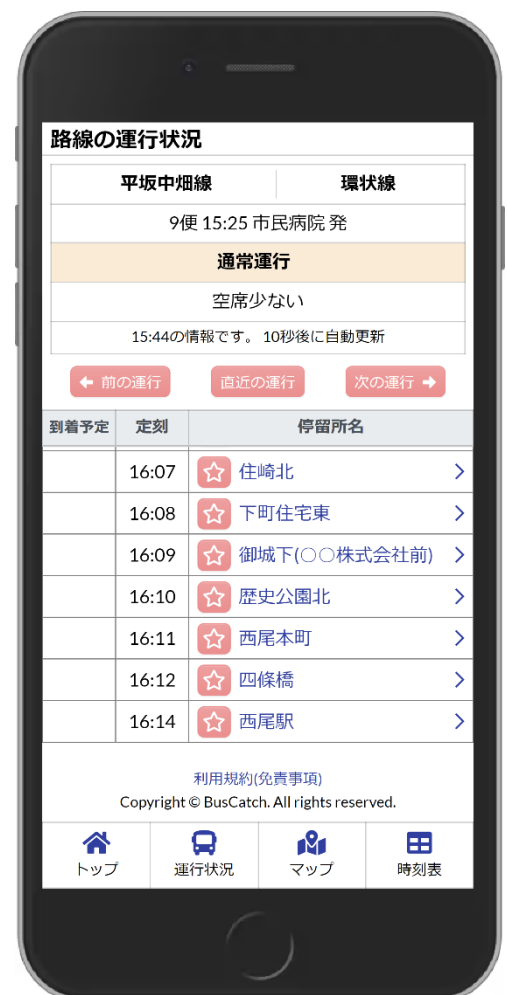 路線の運行状況
平坂中畑線 環状線
9便 15:25 市民病院 発
通常運行
空席少ない
15:44の情報です。 10秒後に自動更新
前の運行 直近の運行 次の運行
到着予定 定刻 停留所名
16:07 住崎北
16:08 下町住宅東
16:09 御城下(○○株式会社前)
16:10 歴史公園北
16:11 西尾本町
16:12 四條橋
16:14 西尾駅
利用規約(免責事項)
Copyright © BusCatch. All rights reserved.
トップ 運行状況 マップ 時刻表